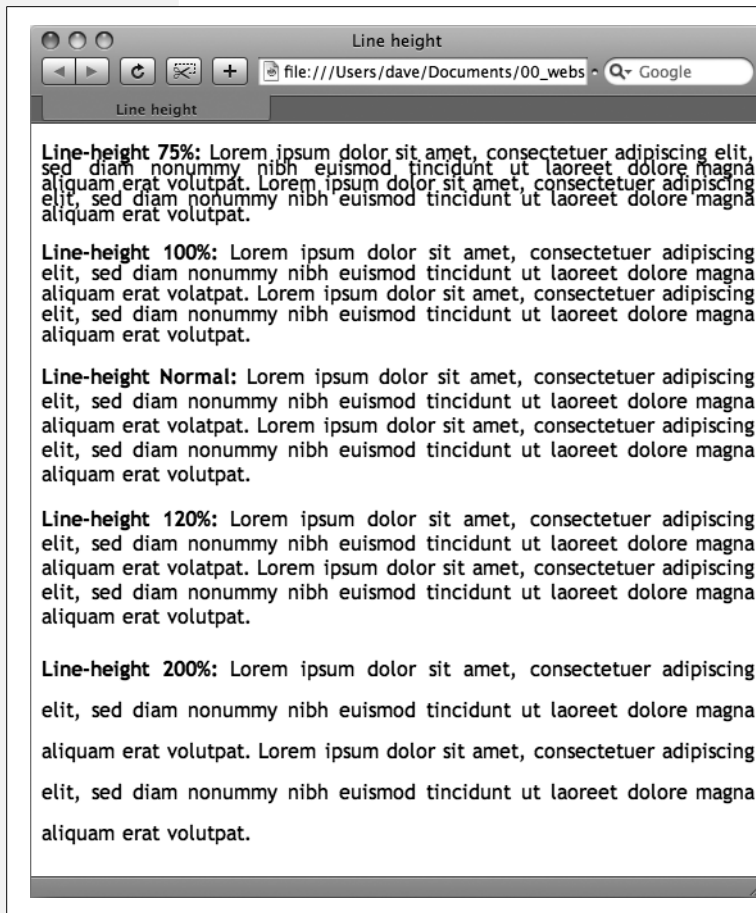 Line height
file:///Users/dave/Documents/00_webs
Google
Line height
Line-height 75%: Lorem ipsum dolor sit amet, consectetuer adipiscing elit,
sed diam nonummy nibh euismod tincidunt ut laoreet dolore magna
aliquam erat volutpat. Lorem ipsum dolor sit amet, consectetuer adipiscing
elit, sed diam nonummy nibh euismod tincidunt ut laoreet dolore magna
aliquam erat volutpat.
Line-height 100%: Lorem ipsum dolor sit amet, consectetuer adipiscing
elit, sed diam nonummy nibh euismod tincidunt ut laoreet dolore magna
aliquam erat volatpat. Lorem ipsum dolor sit amet, consectetuer adipiscing
elit, sed diam nonummy nibh euismod tincidunt ut laoreet dolore magna
aliquam erat volutpat.
Line-height Normal: Lorem ipsum dolor sit amet, consectetuer adipiscing
elit, sed diam nonummy nibh euismod tincidunt ut laoreet dolore magna
aliquam erat volatpat. Lorem ipsum dolor sit amet, consectetuer adipiscing
elit, sed diam nonummy nibh euismod tincidunt ut laoreet dolore magna
aliquam erat volutpat.
Line-height 120%: Lorem ipsum dolor sit amet, consectetuer adipiscing
elit, sed diam nonummy nibh euismod tincidunt ut laoreet dolore magna
aliquam erat volatpat. Lorem ipsum dolor sit amet, consectetuer adipiscing
elit, sed diam nonummy nibh euismod tincidunt ut laoreet dolore magna
aliquam erat volutpat.
Line-height 200%: Lorem ipsum dolor sit amet, consectetuer adipiscing
elit, sed diam nonummy nibh euismod tincidunt ut laoreet dolore magna
aliquam erat volutpat. Lorem ipsum dolor sit amet, consectetuer adipiscing
elit, sed diam nonummy nibh euismod tincidunt ut laoreet dolore magna
aliquam erat volutpat.